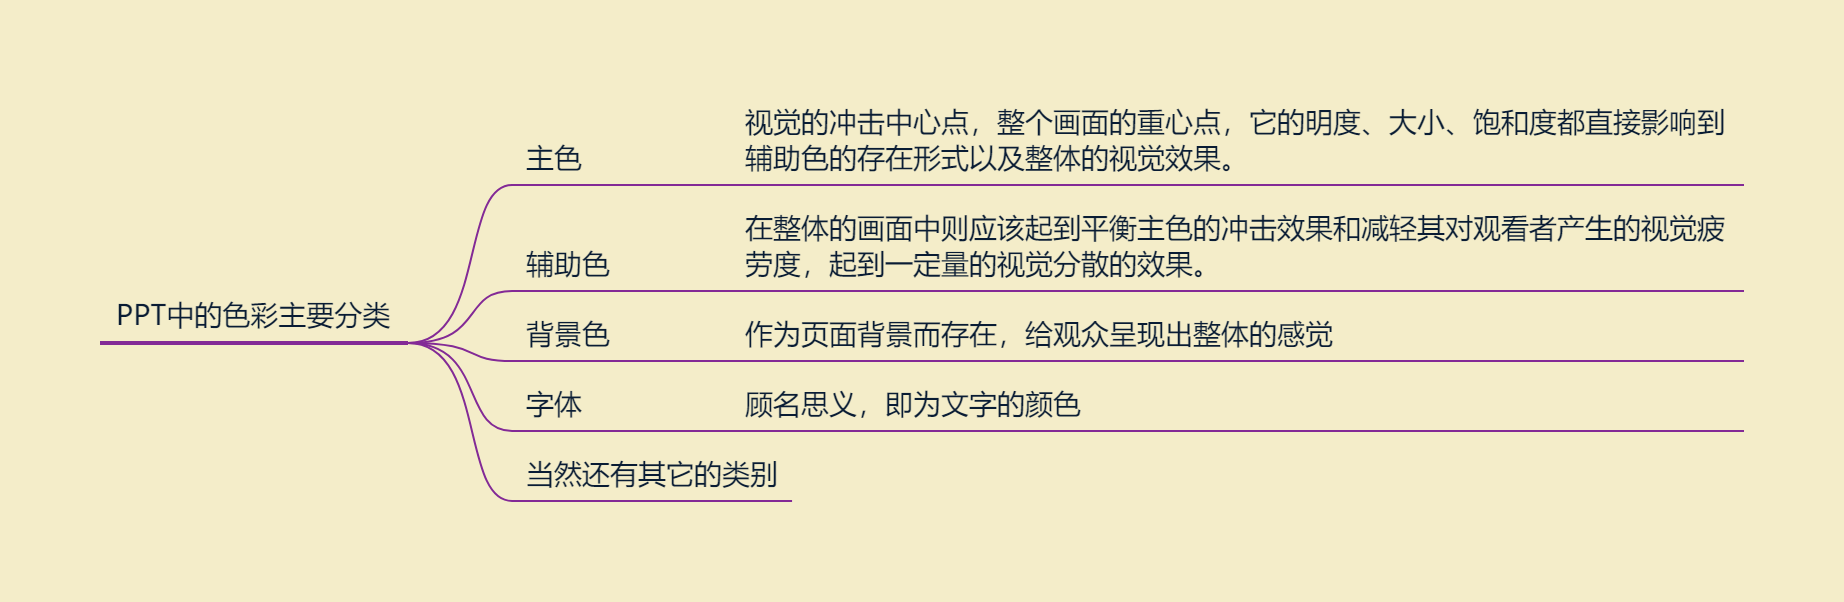 PPT中的色彩主要分类
主色
视觉的冲击中心点，整个画面的重心点，它的明度、大小、饱和度都直接影响到
辅助色的存在形式以及整体的视觉效果。
辅助色
在整体的画面中则应该起到平衡主色的冲击效果和减轻其对观看者产生的视觉疲
劳度，起到一定量的视觉分散的效果。
背景色
作为页面背景而存在，给观众呈现出整体的感觉
字体
顾名思义，即为文字的颜色
当然还有其它的类别